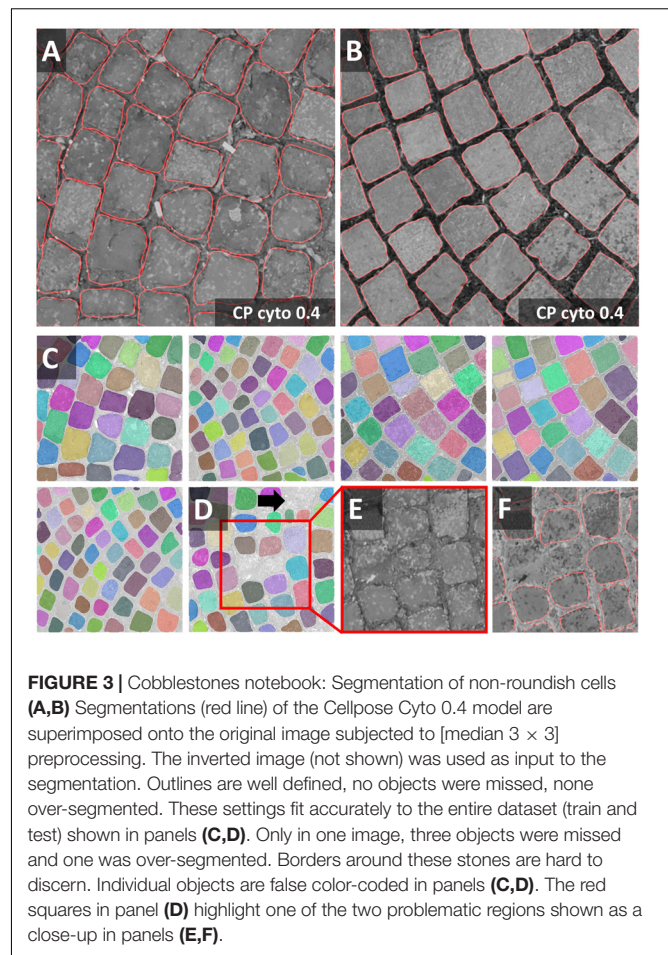 A
B
CP cyto 0.4
CP cyto 0.4
C
D
E
F
FIGURE 3 | Cobblestones notebook: Segmentation of non-roundish cells
(A,B) Segmentations (red line) of the Cellpose Cyto 0.4 model are
superimposed onto the original image subjected to [median 3 × 3]
preprocessing. The inverted image (not shown) was used as input to the
segmentation. Outlines are well defined, no objects were missed, none
over-segmented. These settings fit accurately to the entire dataset (train and
test) shown in panels (C,D). Only in one image, three objects were missed
and one was over-segmented. Borders around these stones are hard to
discern. Individual objects are false color-coded in panels (C,D). The red
squares in panel (D) highlight one of the two problematic regions shown as a
close-up in panels (E,F).